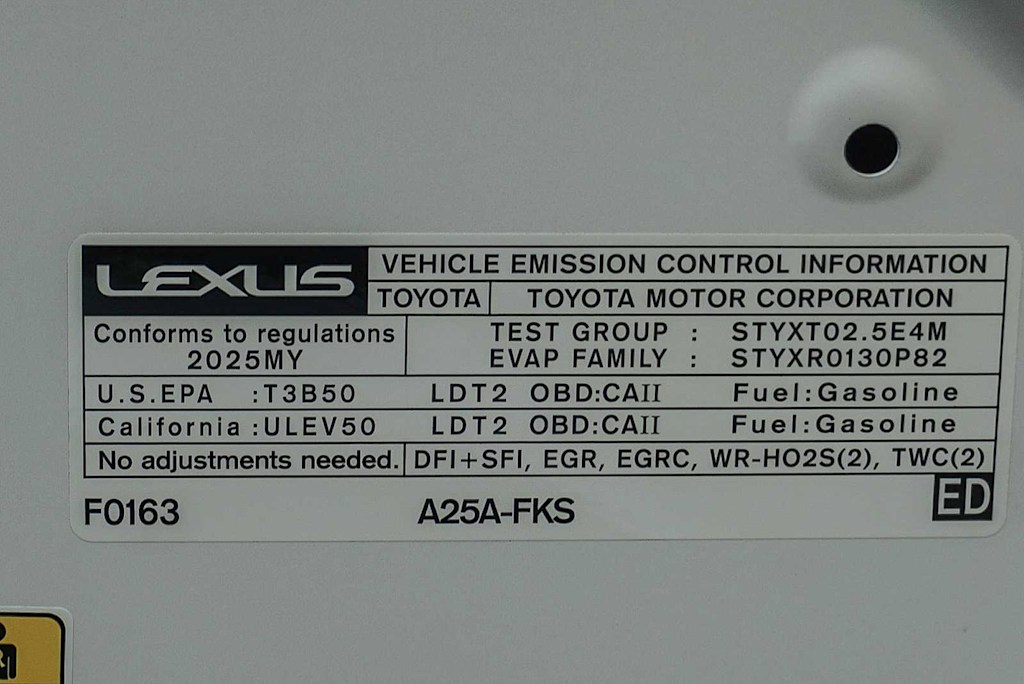 LEXUS
VEHICLE EMISSION CONTROL INFORMATION
TOYOTA TOYOTA MOTOR CORPORATION
Conforms to regulations TEST GROUP : STYXT02.5E4M
2025MY EVAP FAMILY : STYXR0130P82
U.S.EPA :T3B50 LDT2 OBD:CAII Fuel:Gasoline
California:ULEV50 LDT2 OBD:CAII Fuel:Gasoline
No adjustments needed. DFI+SFI, EGR, EGRC, WR-HO2S(2), TWC(2)
F0163 A25A-FKS ED